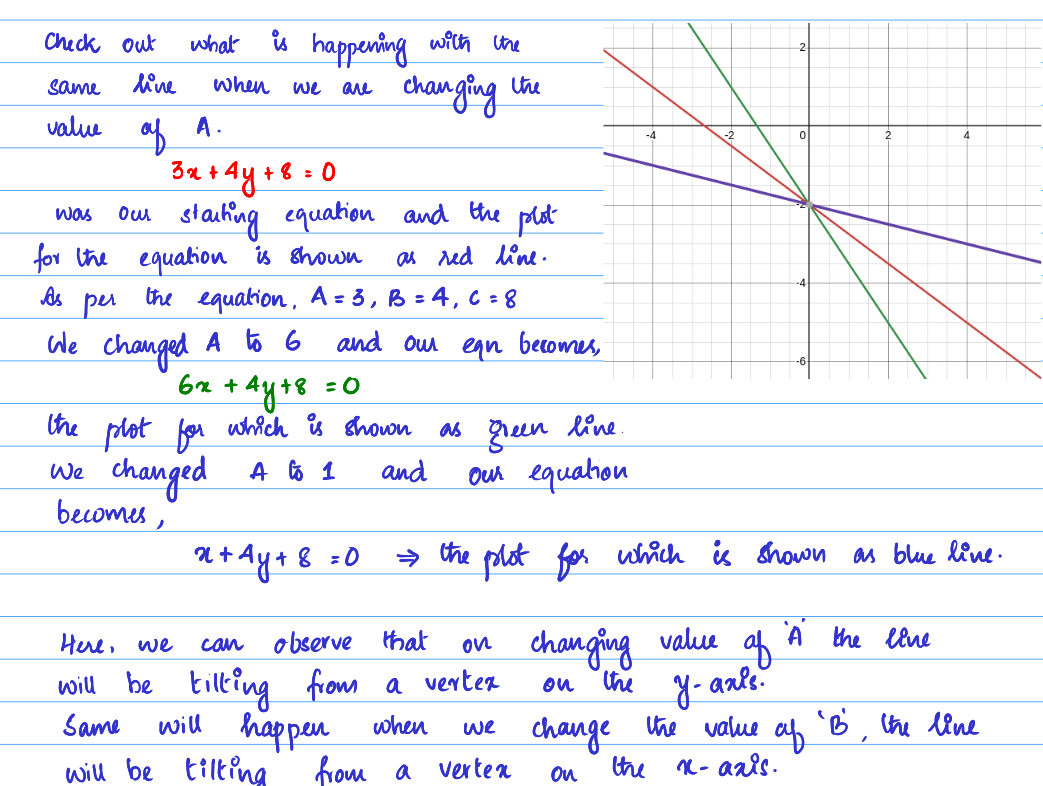 Check out what is happening with the
same line when we are changing the
value of A.
3x + 4y + 8 = 0
was our starting equation and the plot
for the equation is shown as red line.
As per the equation, A = 3, B = 4, C = 8
We changed A to 6 and our eqn becomes,
6x + 4y + 8 = 0
the plot for which is shown as green line.
We changed A to 1 and our equation
becomes,
x + 4y + 8 = 0 ⇒ the plot for which is shown as blue line.
Here, we can observe that on changing value of 'A' the line
will be tilting from a vertex on the y-axis.
Same will happen when we change the value of 'B', the line
will be tilting from a vertex on the x-axis.
2
-4 -2 0 2 4
-2
-4
-6